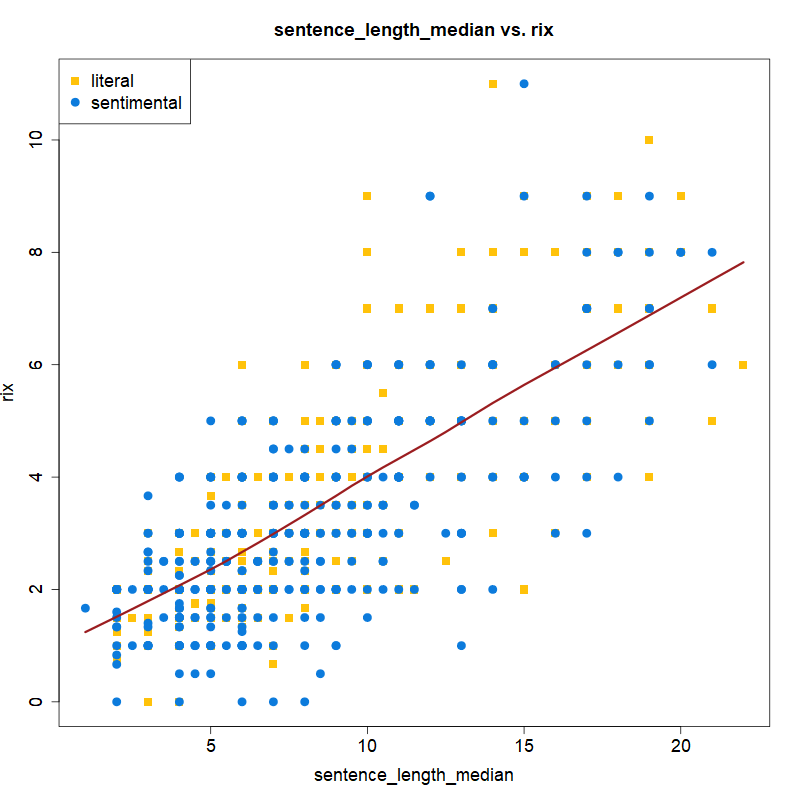 sentence_length_median vs. rix
literal
sentimental
10
8
6
4
2
0
rix
5
10
15
20
sentence_length_median